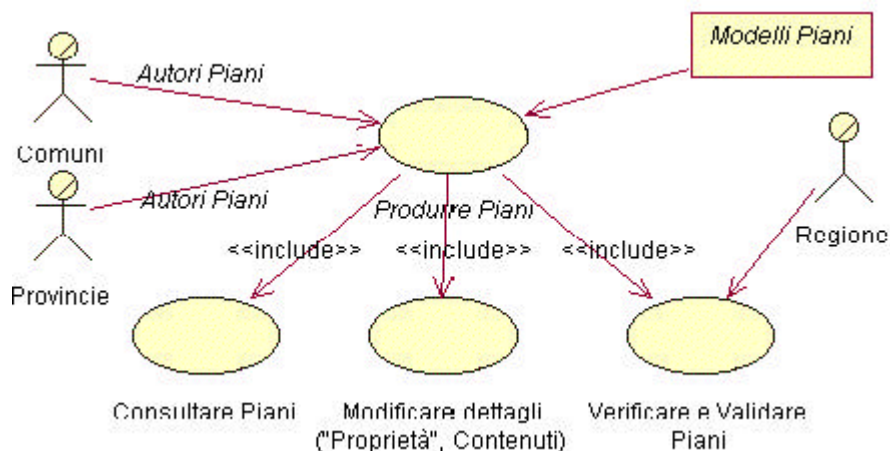 Modelli Piani
Autori Piani
Comuni
Autori Piani
Produrre Piani
Regione
<<include>> <<include>> <<include>>
Provincie
Consultare Piani
Modificare dettagli
("Proprietà", Contenuti)
Verificare e Validare
Piani